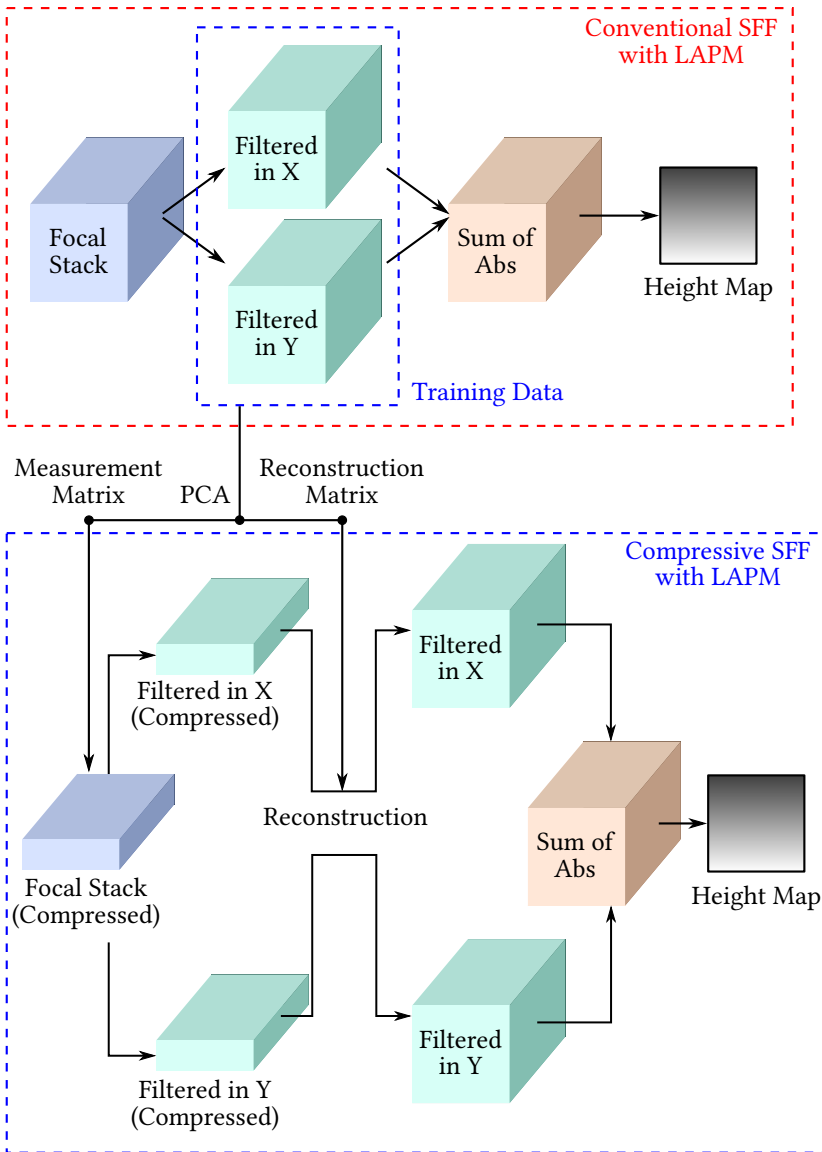 Conventional SFF
with LAPM
Focal
Stack
Filtered
in X
Filtered
in Y
Sum of
Abs
Height Map
Training Data
Measurement
Matrix
PCA
Reconstruction
Matrix
Compressive SFF
with LAPM
Filtered in X
(Compressed)
Filtered
in X
Reconstruction
Focal Stack
(Compressed)
Sum of
Abs
Height Map
Filtered in Y
(Compressed)
Filtered
in Y